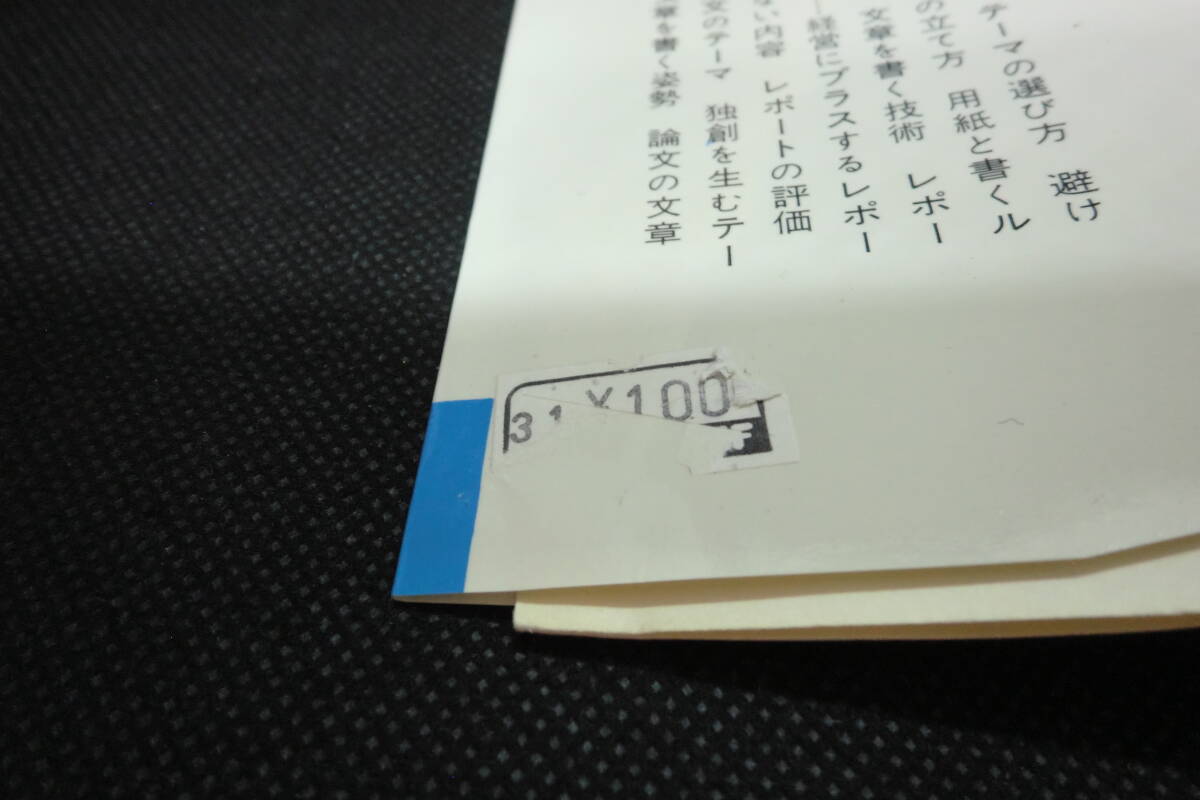 テーマの選び方　避け
の立て方　用紙と書くル
文章を書く技術　レポー
経営にプラスするレポー
ない内容　レポートの評価
文のテーマ　独創を生むテー
章を書く姿勢　論文の文章
31 ¥100